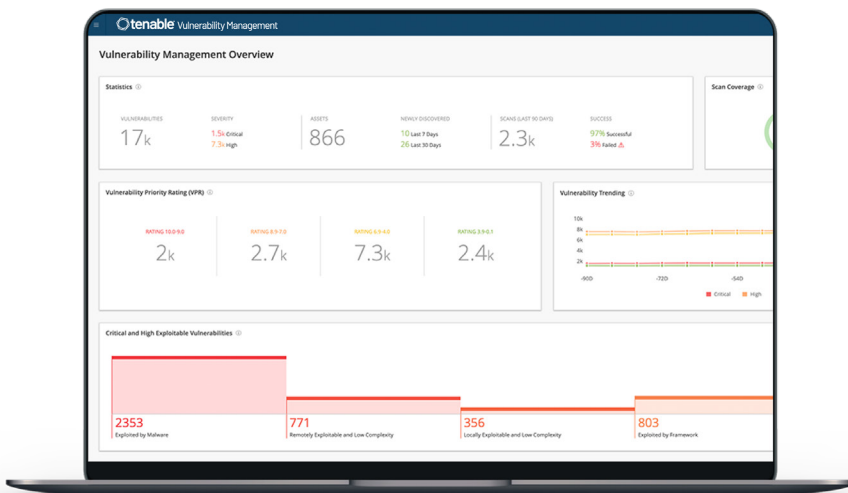 tenable Vulnerability Management
Vulnerability Management Overview
Statistics
Scan Coverage
VULNERABILITIES
SEVERITY
ASSETS
NEWLY DISCOVERED
SCANS (LAST 90 DAYS)
SUCCESS
17k
1.5k Critical
7.3k High
866
10 Last 7 Days
26 Last 30 Days
2.3k
97% Successful
3% Failed
Vulnerability Priority Rating (VPR)
Vulnerability Trending
RATING 10.0-9.0
RATING 8.9-7.0
RATING 6.9-4.0
RATING 3.9-0.1
2k
2.7k
7.3k
2.4k
10k
8k
6k
4k
2k
-90D
-72D
-54D
Critical
High
Critical and High Exploitable Vulnerabilities
2353
Exploited by Malware
771
Remotely Exploitable and Low Complexity
356
Locally Exploitable and Low Complexity
803
Exploited by Framework